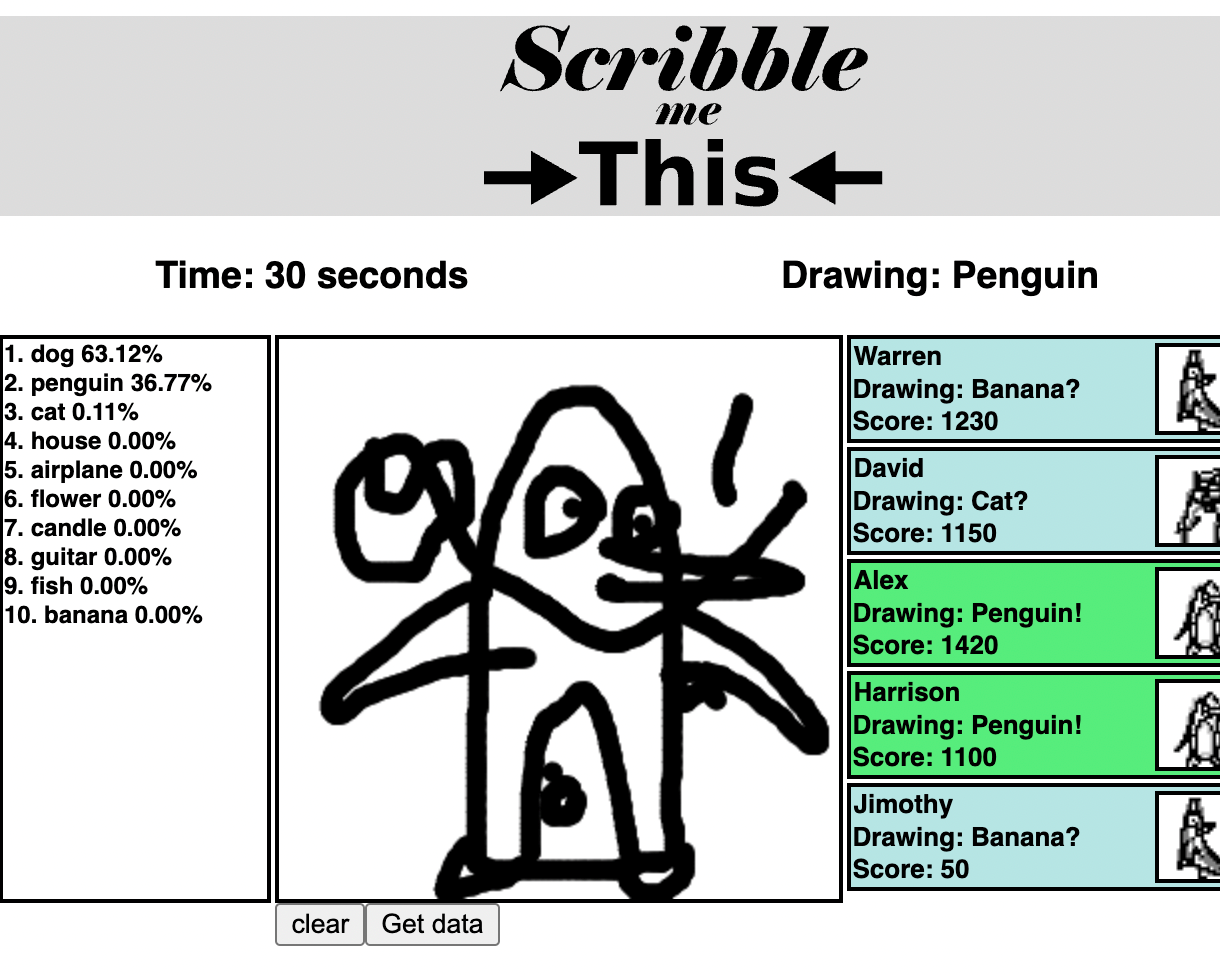 Scribble
me
This
Time: 30 seconds
Drawing: Penguin
1. dog 63.12%
2. penguin 36.77%
3. cat 0.11%
4. house 0.00%
5. airplane 0.00%
6. flower 0.00%
7. candle 0.00%
8. guitar 0.00%
9. fish 0.00%
10. banana 0.00%
clear
Get data
Warren
Drawing: Banana?
Score: 1230
David
Drawing: Cat?
Score: 1150
Alex
Drawing: Penguin!
Score: 1420
Harrison
Drawing: Penguin!
Score: 1100
Jimothy
Drawing: Banana?
Score: 50